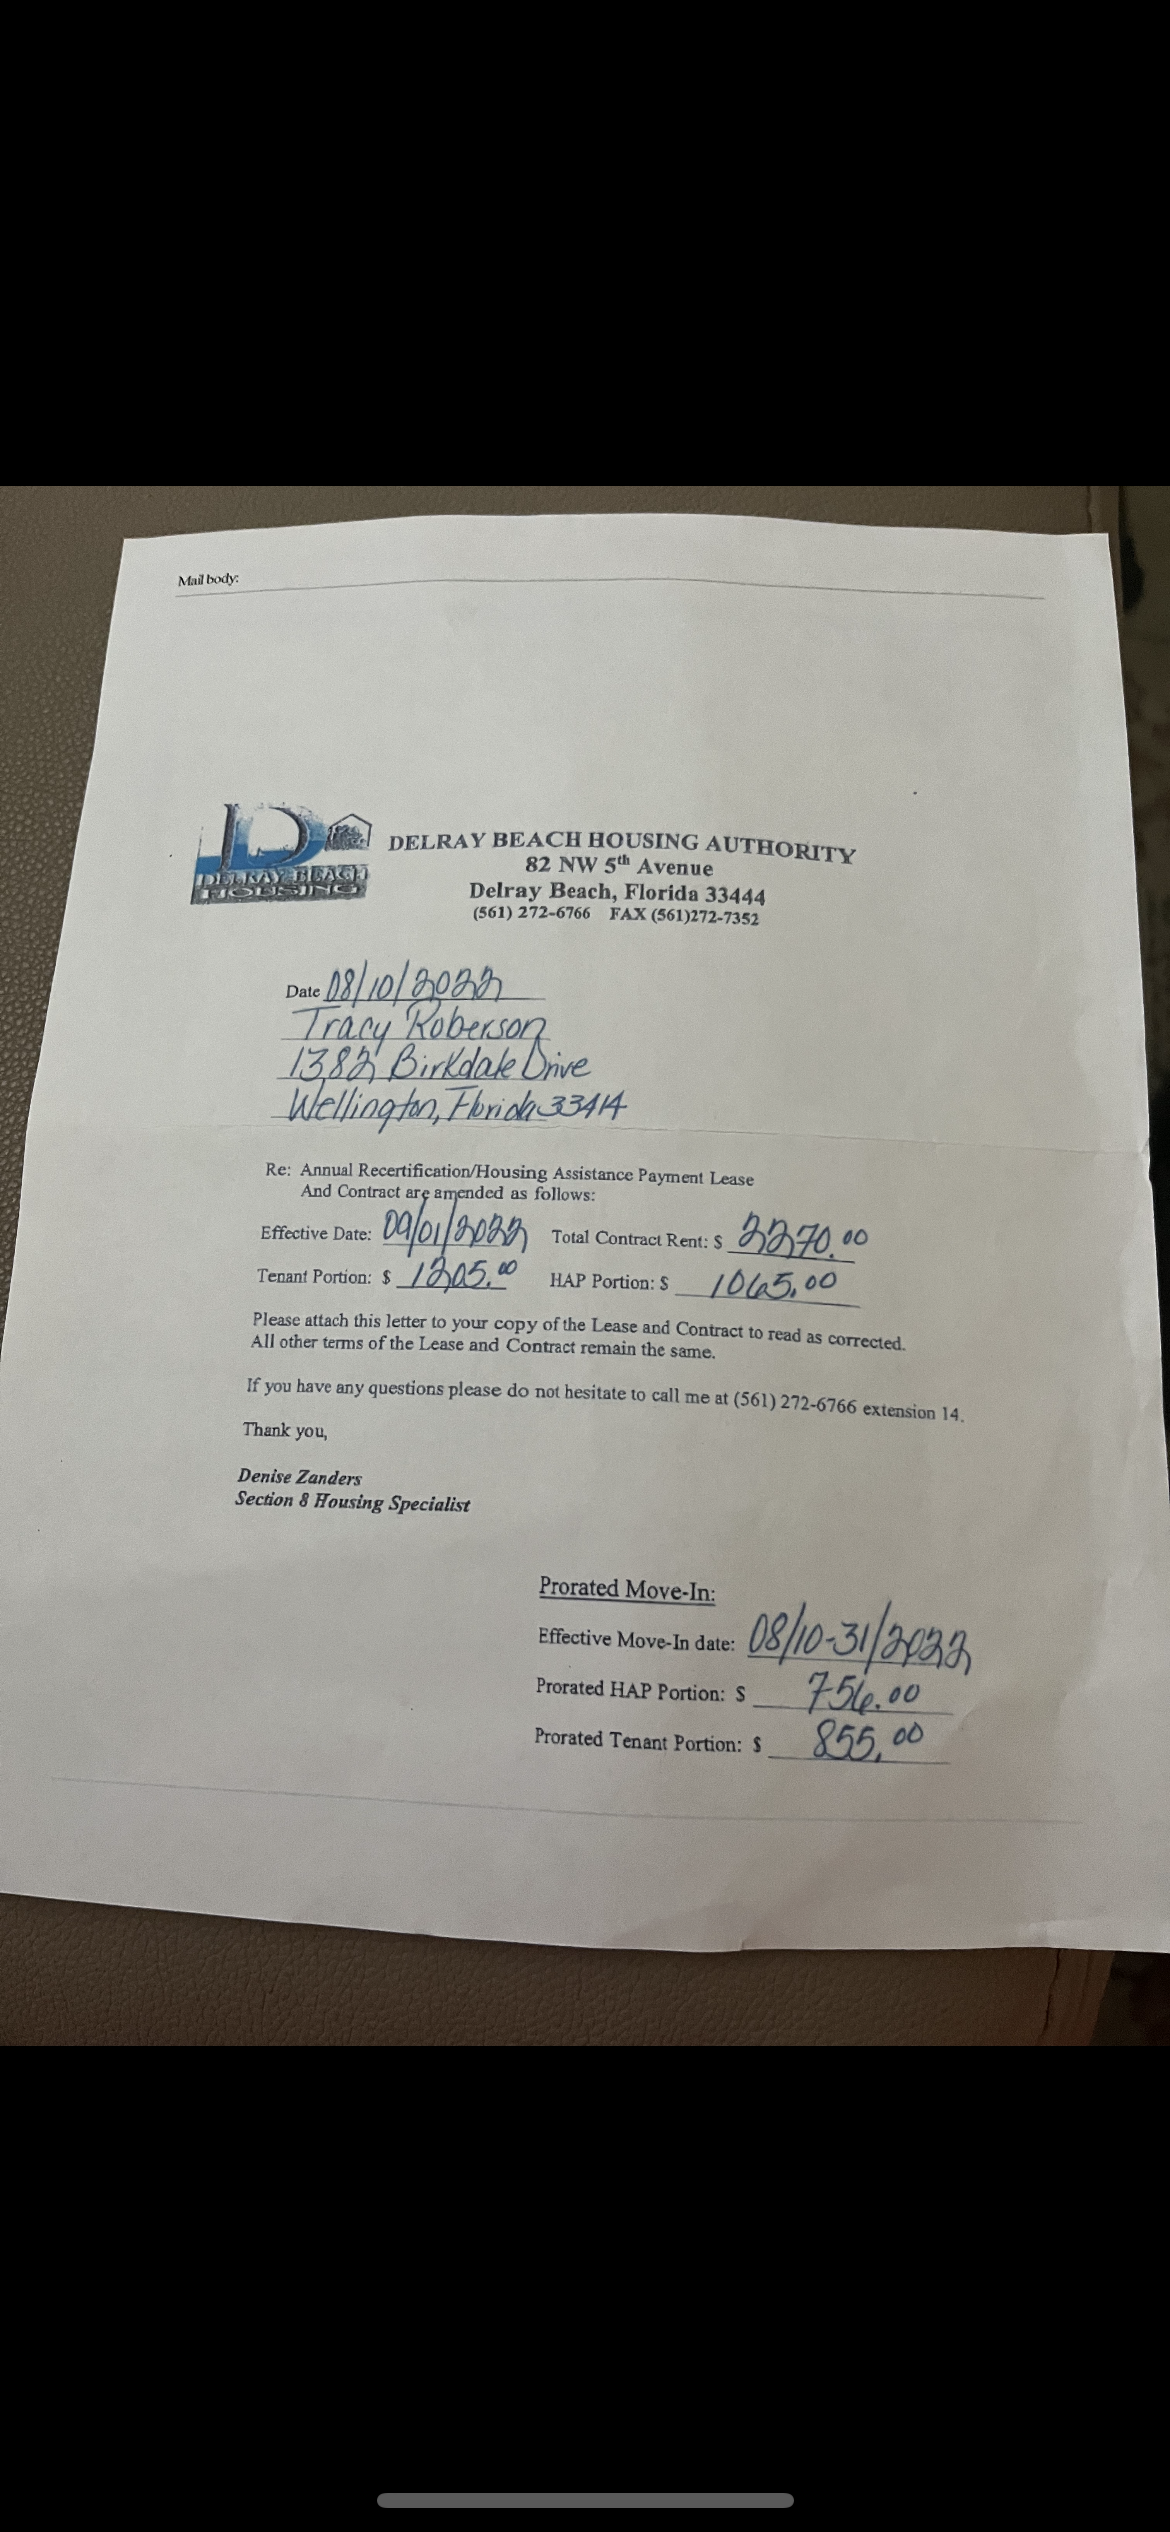 Mail body:
DELRAY BEACH
HOUSING
DELRAY BEACH HOUSING AUTHORITY
82 NW 5th Avenue
Delray Beach, Florida 33444
(561) 272-6766 FAX (561)272-7352
Date 08/10/2022
Tracy Roberson
1382 Birkdale Drive
Wellington, Florida 33414
Re: Annual Recertification/Housing Assistance Payment Lease
And Contract are amended as follows:
Effective Date: 09/01/2022 Total Contract Rent: $ 2270.00
Tenant Portion: $ 1205.00 HAP Portion: $ 1065.00
Please attach this letter to your copy of the Lease and Contract to read as corrected.
All other terms of the Lease and Contract remain the same.
If you have any questions please do not hesitate to call me at (561) 272-6766 extension 14.
Thank you,
Denise Zanders
Section 8 Housing Specialist
Prorated Move-In:
Effective Move-In date: 08/10-31/2022
Prorated HAP Portion: $ 756.00
Prorated Tenant Portion: $ 855.00